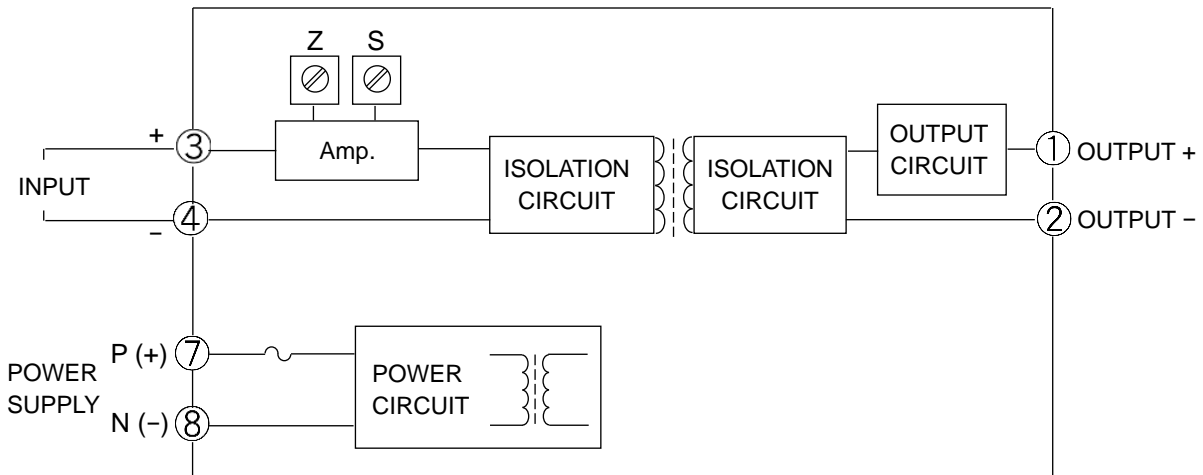 Z
S
+
3
Amp.
INPUT
4
−
ISOLATION
CIRCUIT
ISOLATION
CIRCUIT
OUTPUT
CIRCUIT
1
OUTPUT +
2
OUTPUT −
POWER
SUPPLY
P (+)
7
N (−)
8
POWER
CIRCUIT